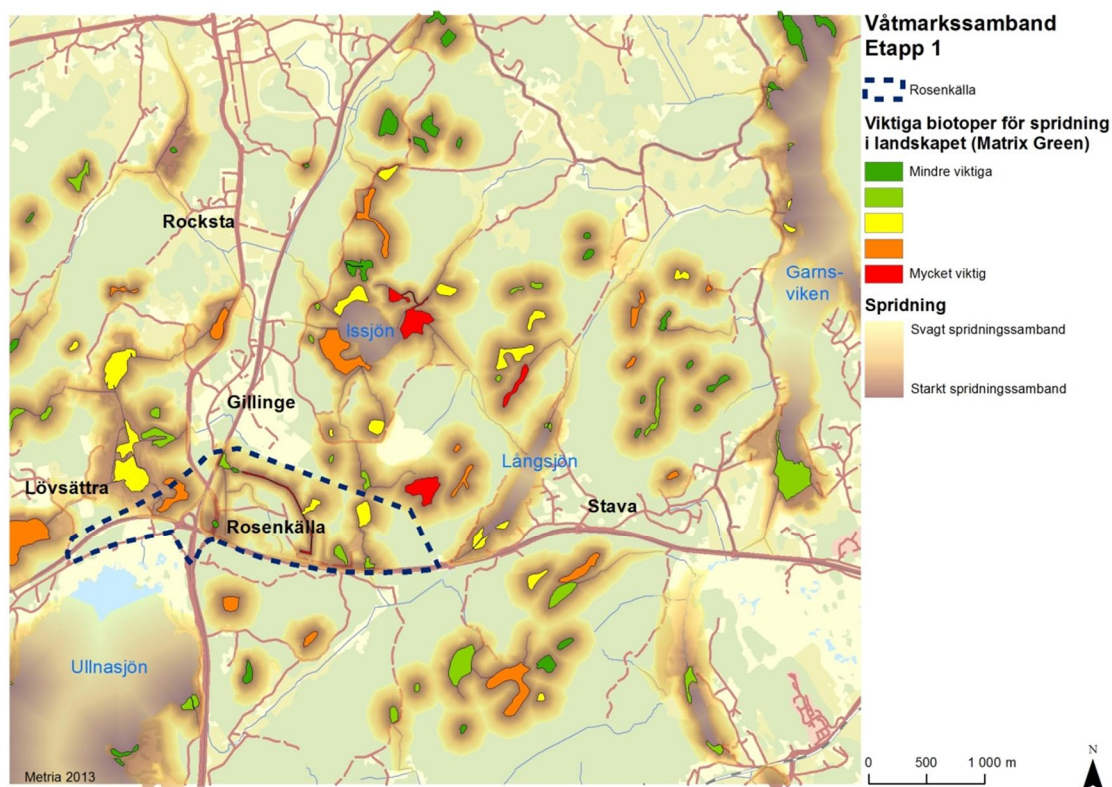 Våtmarkssamband
Etapp 1
Rosenkälla
Viktiga biotoper för spridning
i landskapet (Matrix Green)
Mindre viktiga
Mycket viktig
Spridning
Svagt spridningssamband
Starkt spridningssamband
Rocksta
Garns-
viken
Issjön
Gillinge
Långsjön
Lövsättra
Stava
Rosenkälla
Ullnasjön
Metria 2013
N
0 500 1 000 m